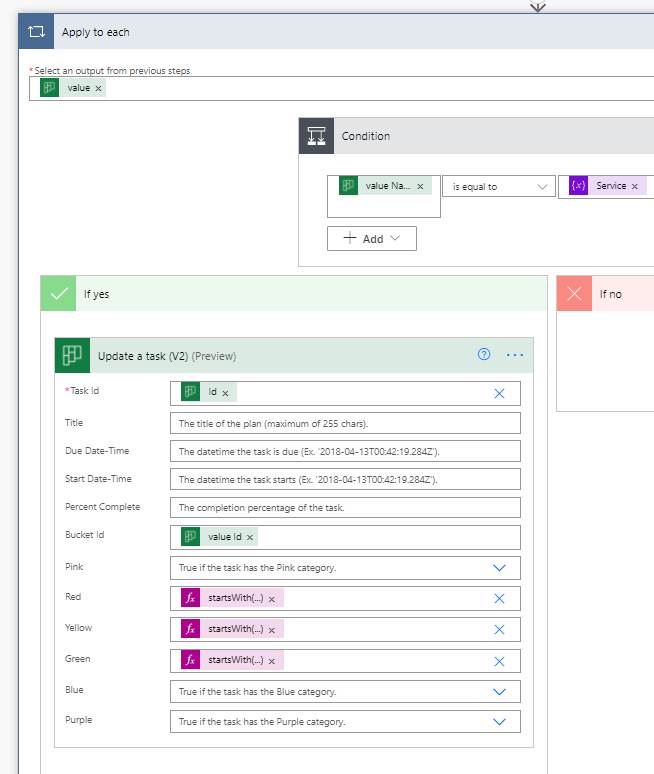 Apply to each
* Select an output from previous steps
value ×
Condition
value Na... ×
is equal to
{x} Service ×
+ Add
If yes
If no
Update a task (V2) (Preview)
? ...
* Task Id
Id ×
Title
The title of the plan (maximum of 255 chars).
Due Date-Time
The datetime the task is due (Ex. '2018-04-13T00:42:19.284Z').
Start Date-Time
The datetime the task starts (Ex. '2018-04-13T00:42:19.284Z').
Percent Complete
The completion percentage of the task.
Bucket Id
value Id ×
Pink
True if the task has the Pink category.
Red
fx startsWith(...) ×
Yellow
fx startsWith(...) ×
Green
fx startsWith(...) ×
Blue
True if the task has the Blue category.
Purple
True if the task has the Purple category.